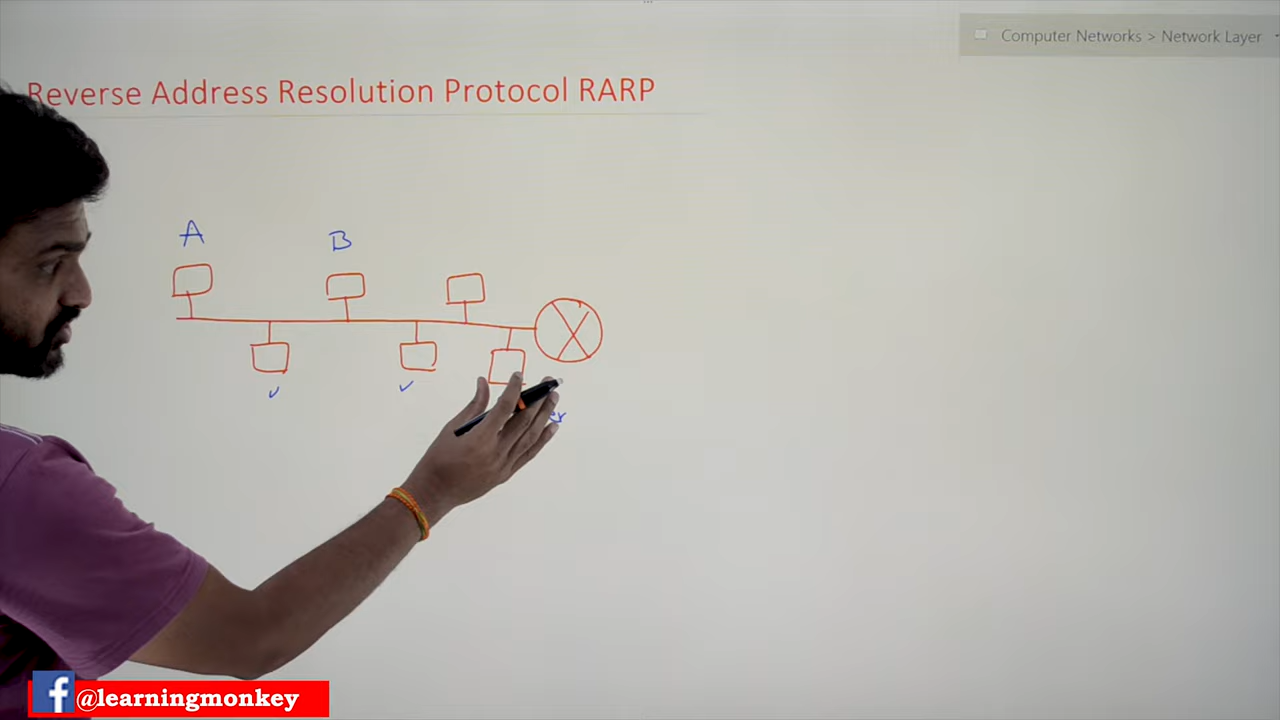 Computer Networks > Network Layer
Reverse Address Resolution Protocol RARP
A
B
@learningmonkey